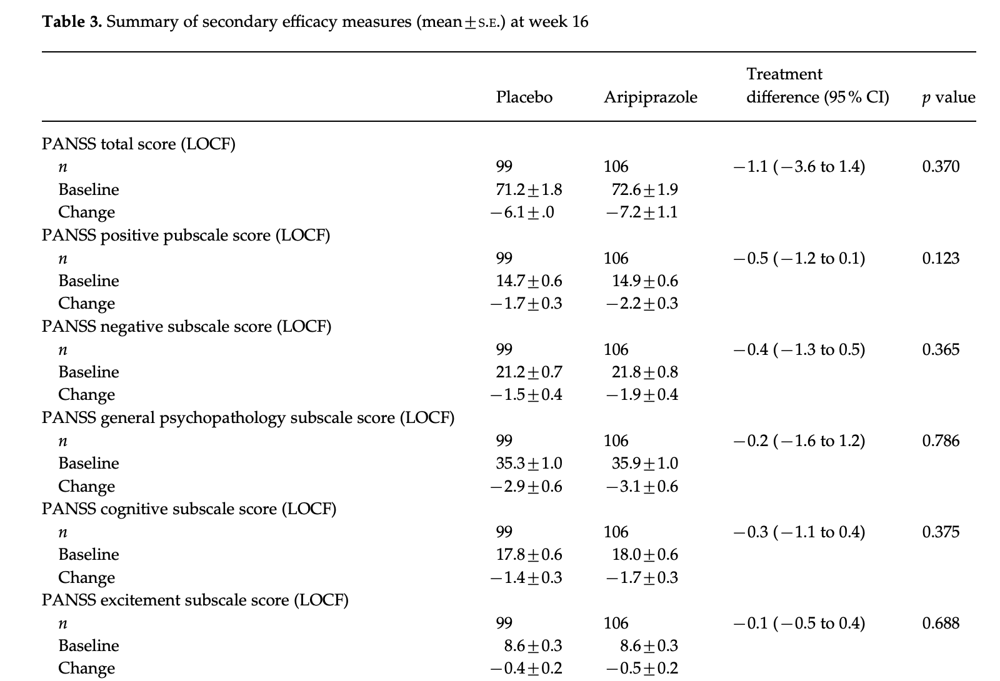 Table 3. Summary of secondary efficacy measures (mean±S.E.) at week 16
Treatment
Placebo Aripiprazole difference (95% CI) p value
PANSS total score (LOCF)
n 99 106 −1.1 (−3.6 to 1.4) 0.370
Baseline 71.2±1.8 72.6±1.9
Change −6.1±.0 −7.2±1.1
PANSS positive pubscale score (LOCF)
n 99 106 −0.5 (−1.2 to 0.1) 0.123
Baseline 14.7±0.6 14.9±0.6
Change −1.7±0.3 −2.2±0.3
PANSS negative subscale score (LOCF)
n 99 106 −0.4 (−1.3 to 0.5) 0.365
Baseline 21.2±0.7 21.8±0.8
Change −1.5±0.4 −1.9±0.4
PANSS general psychopathology subscale score (LOCF)
n 99 106 −0.2 (−1.6 to 1.2) 0.786
Baseline 35.3±1.0 35.9±1.0
Change −2.9±0.6 −3.1±0.6
PANSS cognitive subscale score (LOCF)
n 99 106 −0.3 (−1.1 to 0.4) 0.375
Baseline 17.8±0.6 18.0±0.6
Change −1.4±0.3 −1.7±0.3
PANSS excitement subscale score (LOCF)
n 99 106 −0.1 (−0.5 to 0.4) 0.688
Baseline 8.6±0.3 8.6±0.3
Change −0.4±0.2 −0.5±0.2